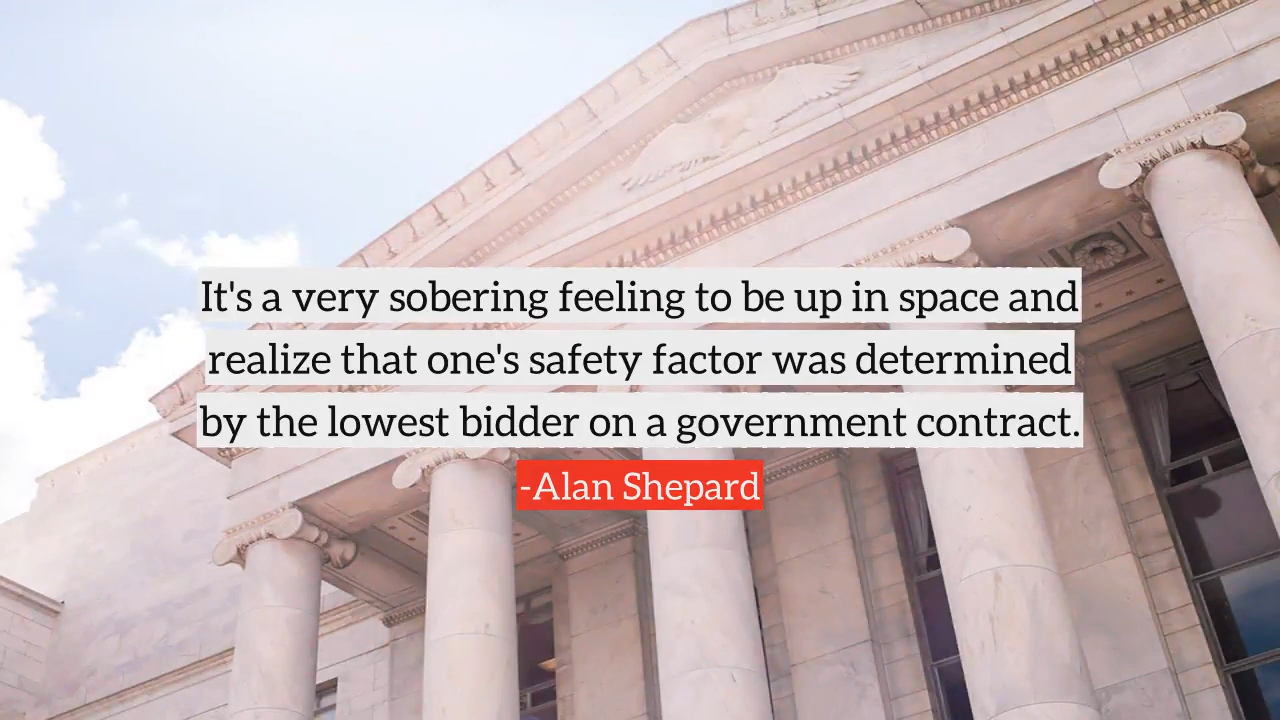 It's a very sobering feeling to be up in space and
realize that one's safety factor was determined
by the lowest bidder on a government contract.
-Alan Shepard